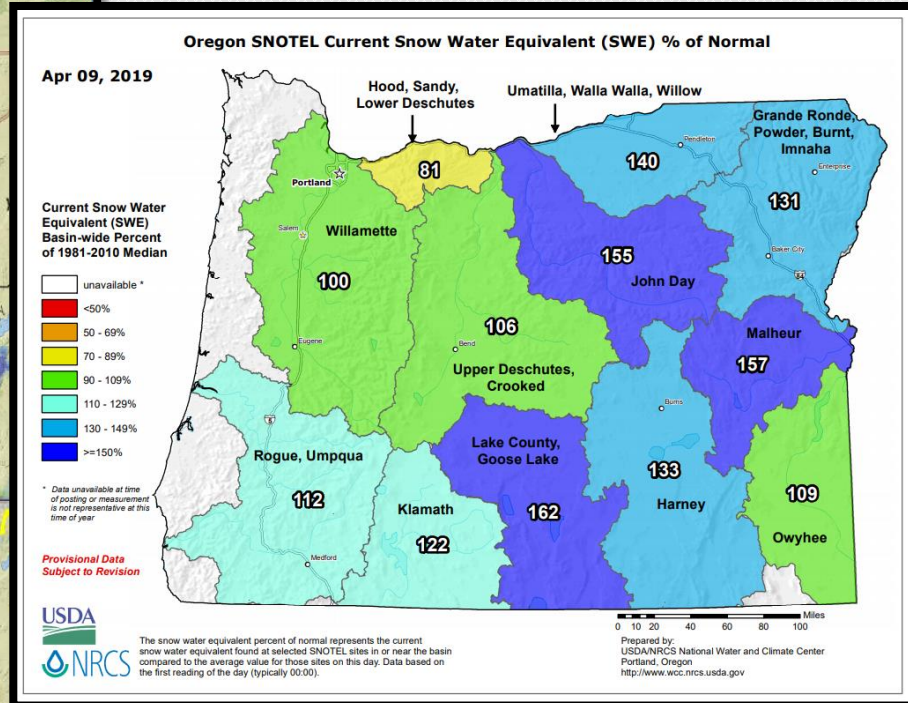 Oregon SNOTEL Current Snow Water Equivalent (SWE) % of Normal
Apr 09, 2019
Hood, Sandy,
Lower Deschutes
Umatilla, Walla Walla, Willow
Grande Ronde,
Powder, Burnt,
Imnaha
Pendleton
Enterprise
140
81
131
Portland
Current Snow Water
Equivalent (SWE)
Basin-wide Percent
of 1981-2010 Median
unavailable *
<50%
50 - 69%
70 - 89%
90 - 109%
110 - 129%
130 - 149%
>=150%
Salem
Willamette
100
Eugene
155
John Day
Baker City
84
106
Bend
Upper Deschutes,
Crooked
Malheur
157
Burns
Lake County,
Goose Lake
162
133
Harney
109
Owyhee
5
Rogue, Umpqua
112
Medford
Klamath
122
* Data unavailable at time
of posting or measurement
is not representative at this
time of year
Provisional Data
Subject to Revision
USDA
NRCS
The snow water equivalent percent of normal represents the current
snow water equivalent found at selected SNOTEL sites in or near the basin
compared to the average value for those sites on this day. Data based on
the first reading of the day (typically 00:00).
Miles
0 10 20 40 60 80 100
Prepared by:
USDA/NRCS National Water and Climate Center
Portland, Oregon
http://www.wcc.nrcs.usda.gov